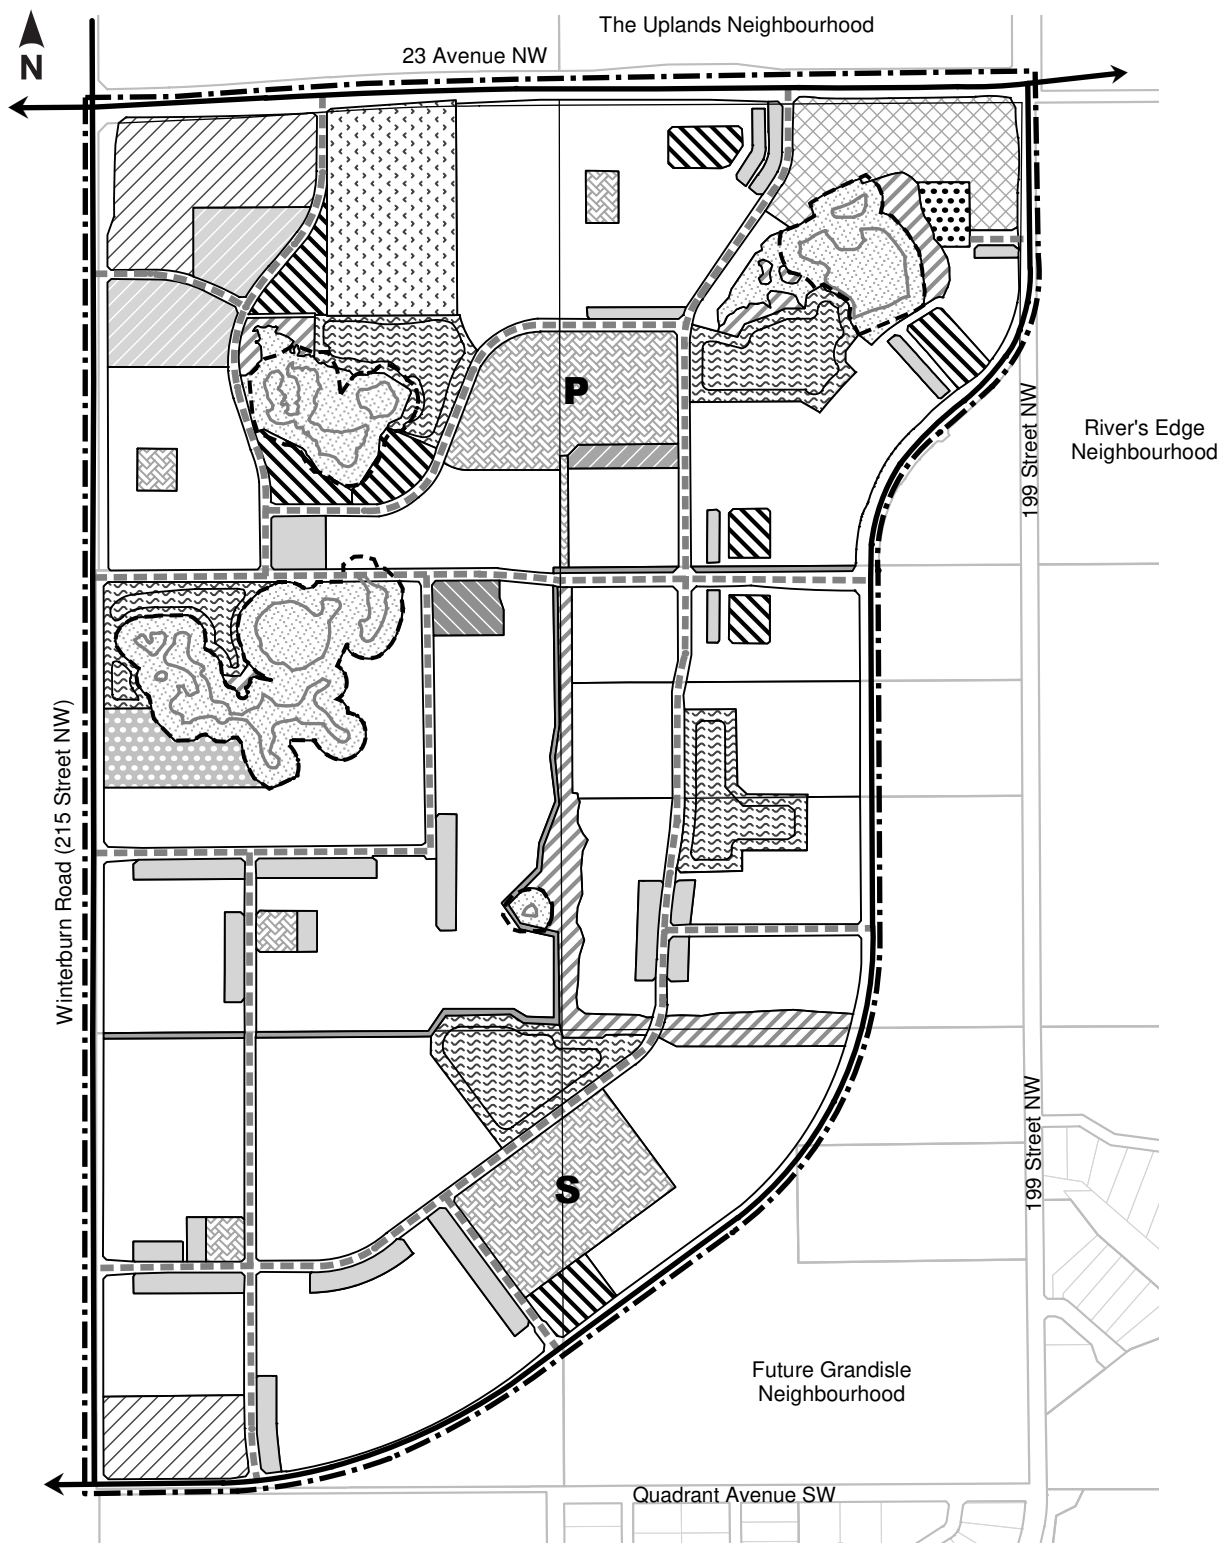 The Uplands Neighbourhood
23 Avenue NW
N
P
199 Street NW
River's Edge
Neighbourhood
Winterburn Road (215 Street NW)
199 Street NW
S
Future Grandisle
Neighbourhood
Quadrant Avenue SW